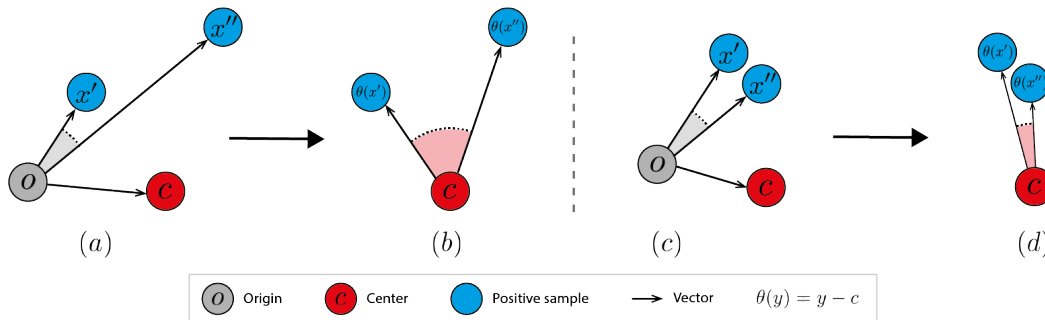 x′′
θ(x′′)
x′
θ(x′)
o
c
c
(a)
(b)
x′
x′′
o
c
θ(x′)
θ(x′′)
c
(c)
(d)
o Origin c Center Positive sample Vector θ(y) = y − c